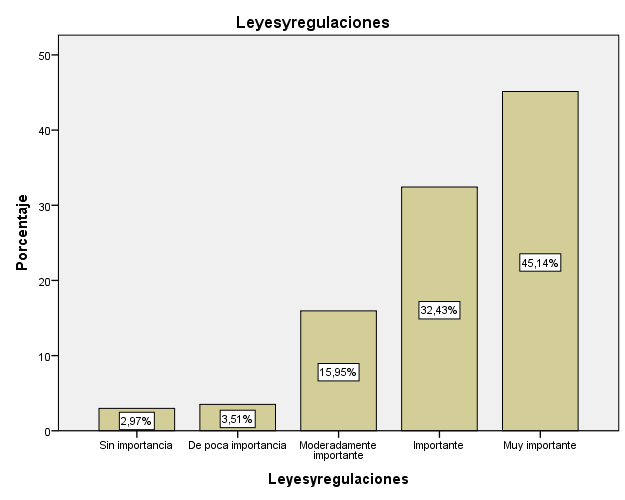 Leyesyregulaciones
Porcentaje
50
40
30
20
10
0
2,97%
3,51%
15,95%
32,43%
45,14%
Sin importancia
De poca importancia
Moderadamente
importante
Importante
Muy importante
Leyesyregulaciones